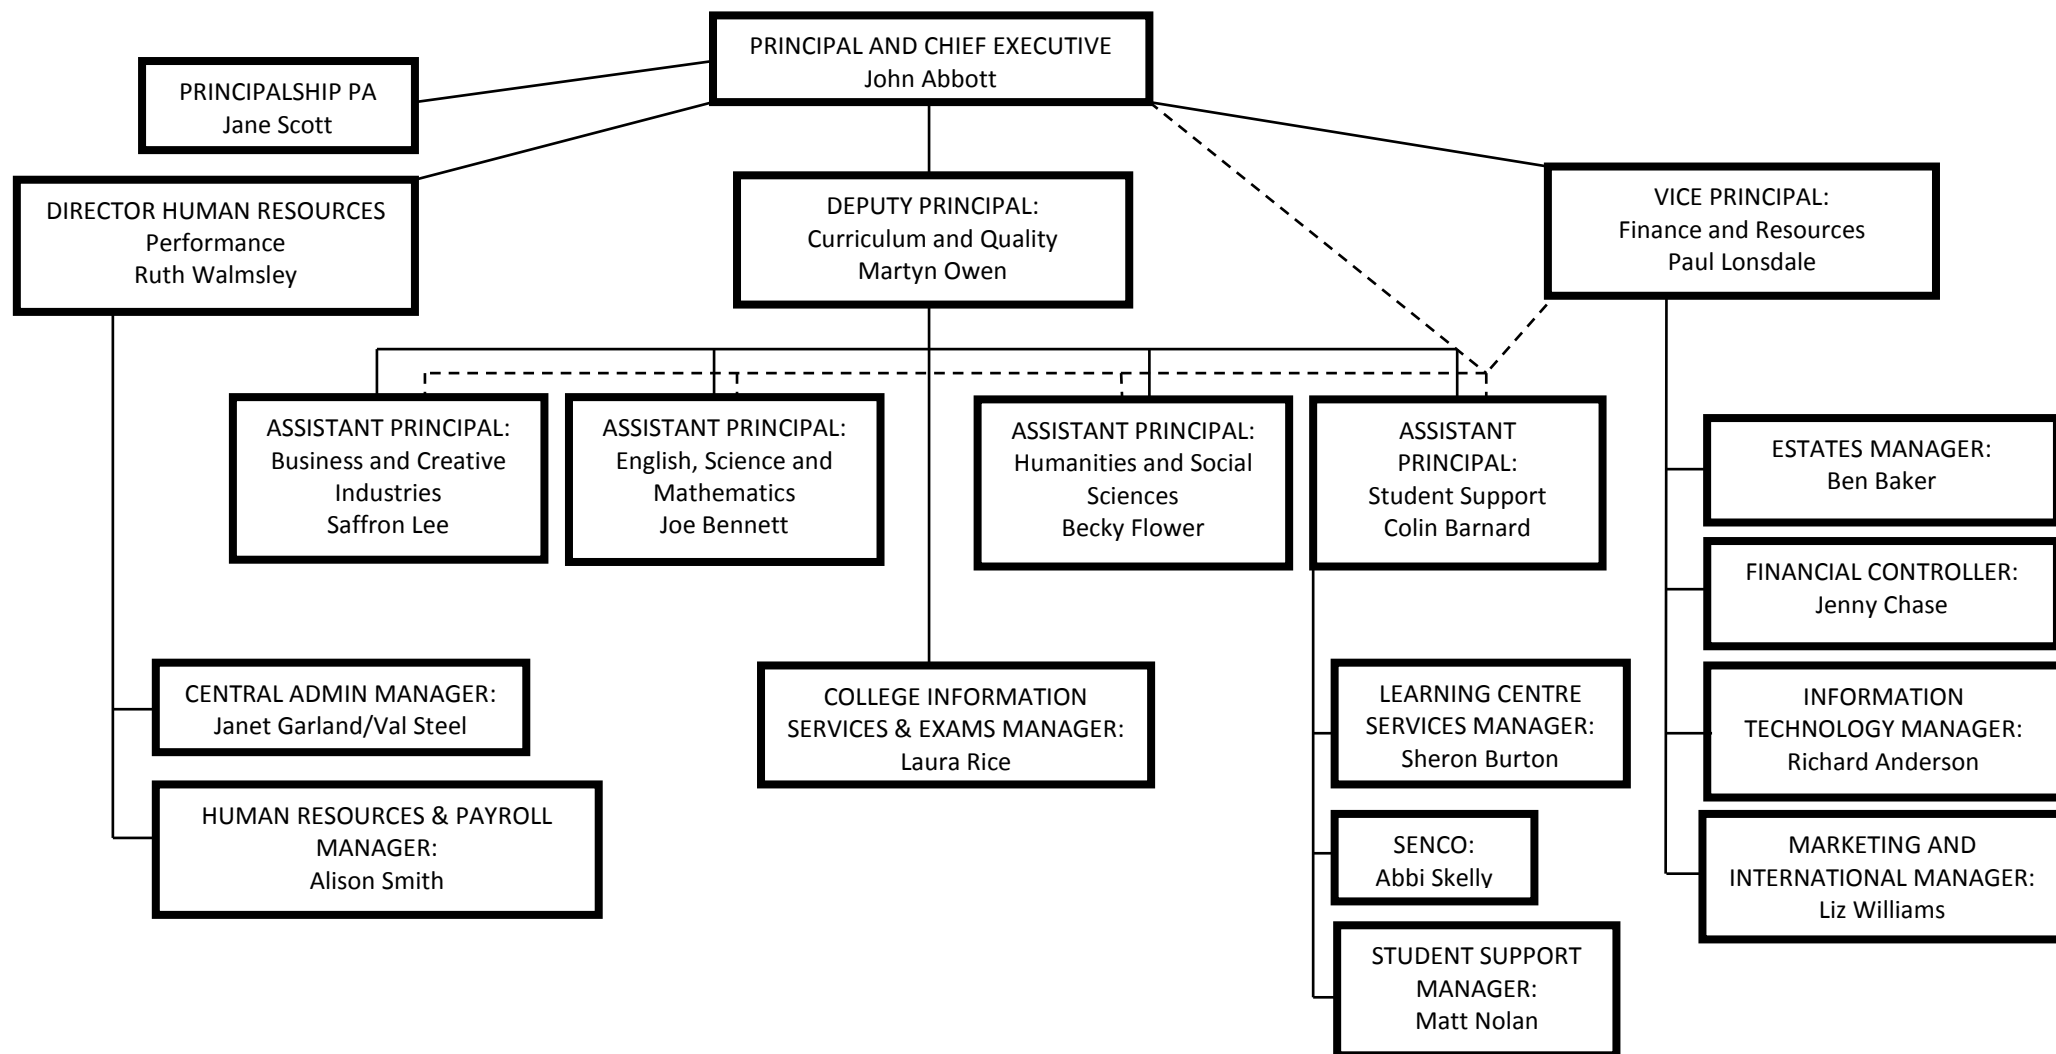 PRINCIPAL AND CHIEF EXECUTIVE
John Abbott
PRINCIPALSHIP PA
Jane Scott
DIRECTOR HUMAN RESOURCES
Performance
Ruth Walmsley
DEPUTY PRINCIPAL:
Curriculum and Quality
Martyn Owen
VICE PRINCIPAL:
Finance and Resources
Paul Lonsdale
ASSISTANT PRINCIPAL:
Business and Creative
Industries
Saffron Lee
ASSISTANT PRINCIPAL:
English, Science and
Mathematics
Joe Bennett
ASSISTANT PRINCIPAL:
Humanities and Social
Sciences
Becky Flower
ASSISTANT
PRINCIPAL:
Student Support
Colin Barnard
ESTATES MANAGER:
Ben Baker
FINANCIAL CONTROLLER:
Jenny Chase
CENTRAL ADMIN MANAGER:
Janet Garland/Val Steel
COLLEGE INFORMATION
SERVICES & EXAMS MANAGER:
Laura Rice
LEARNING CENTRE
SERVICES MANAGER:
Sheron Burton
INFORMATION
TECHNOLOGY MANAGER:
Richard Anderson
HUMAN RESOURCES & PAYROLL
MANAGER:
Alison Smith
SENCO:
Abbi Skelly
MARKETING AND
INTERNATIONAL MANAGER:
Liz Williams
STUDENT SUPPORT
MANAGER:
Matt Nolan